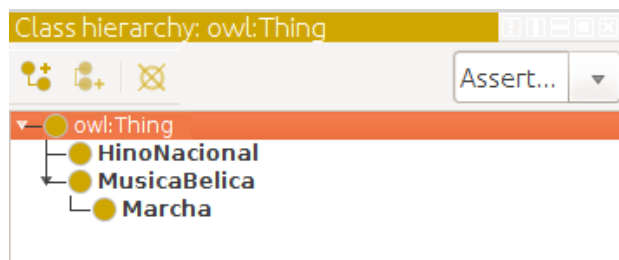 Class hierarchy: owl:Thing
Assert...
owl:Thing
HinoNacional
MusicaBelica
Marcha